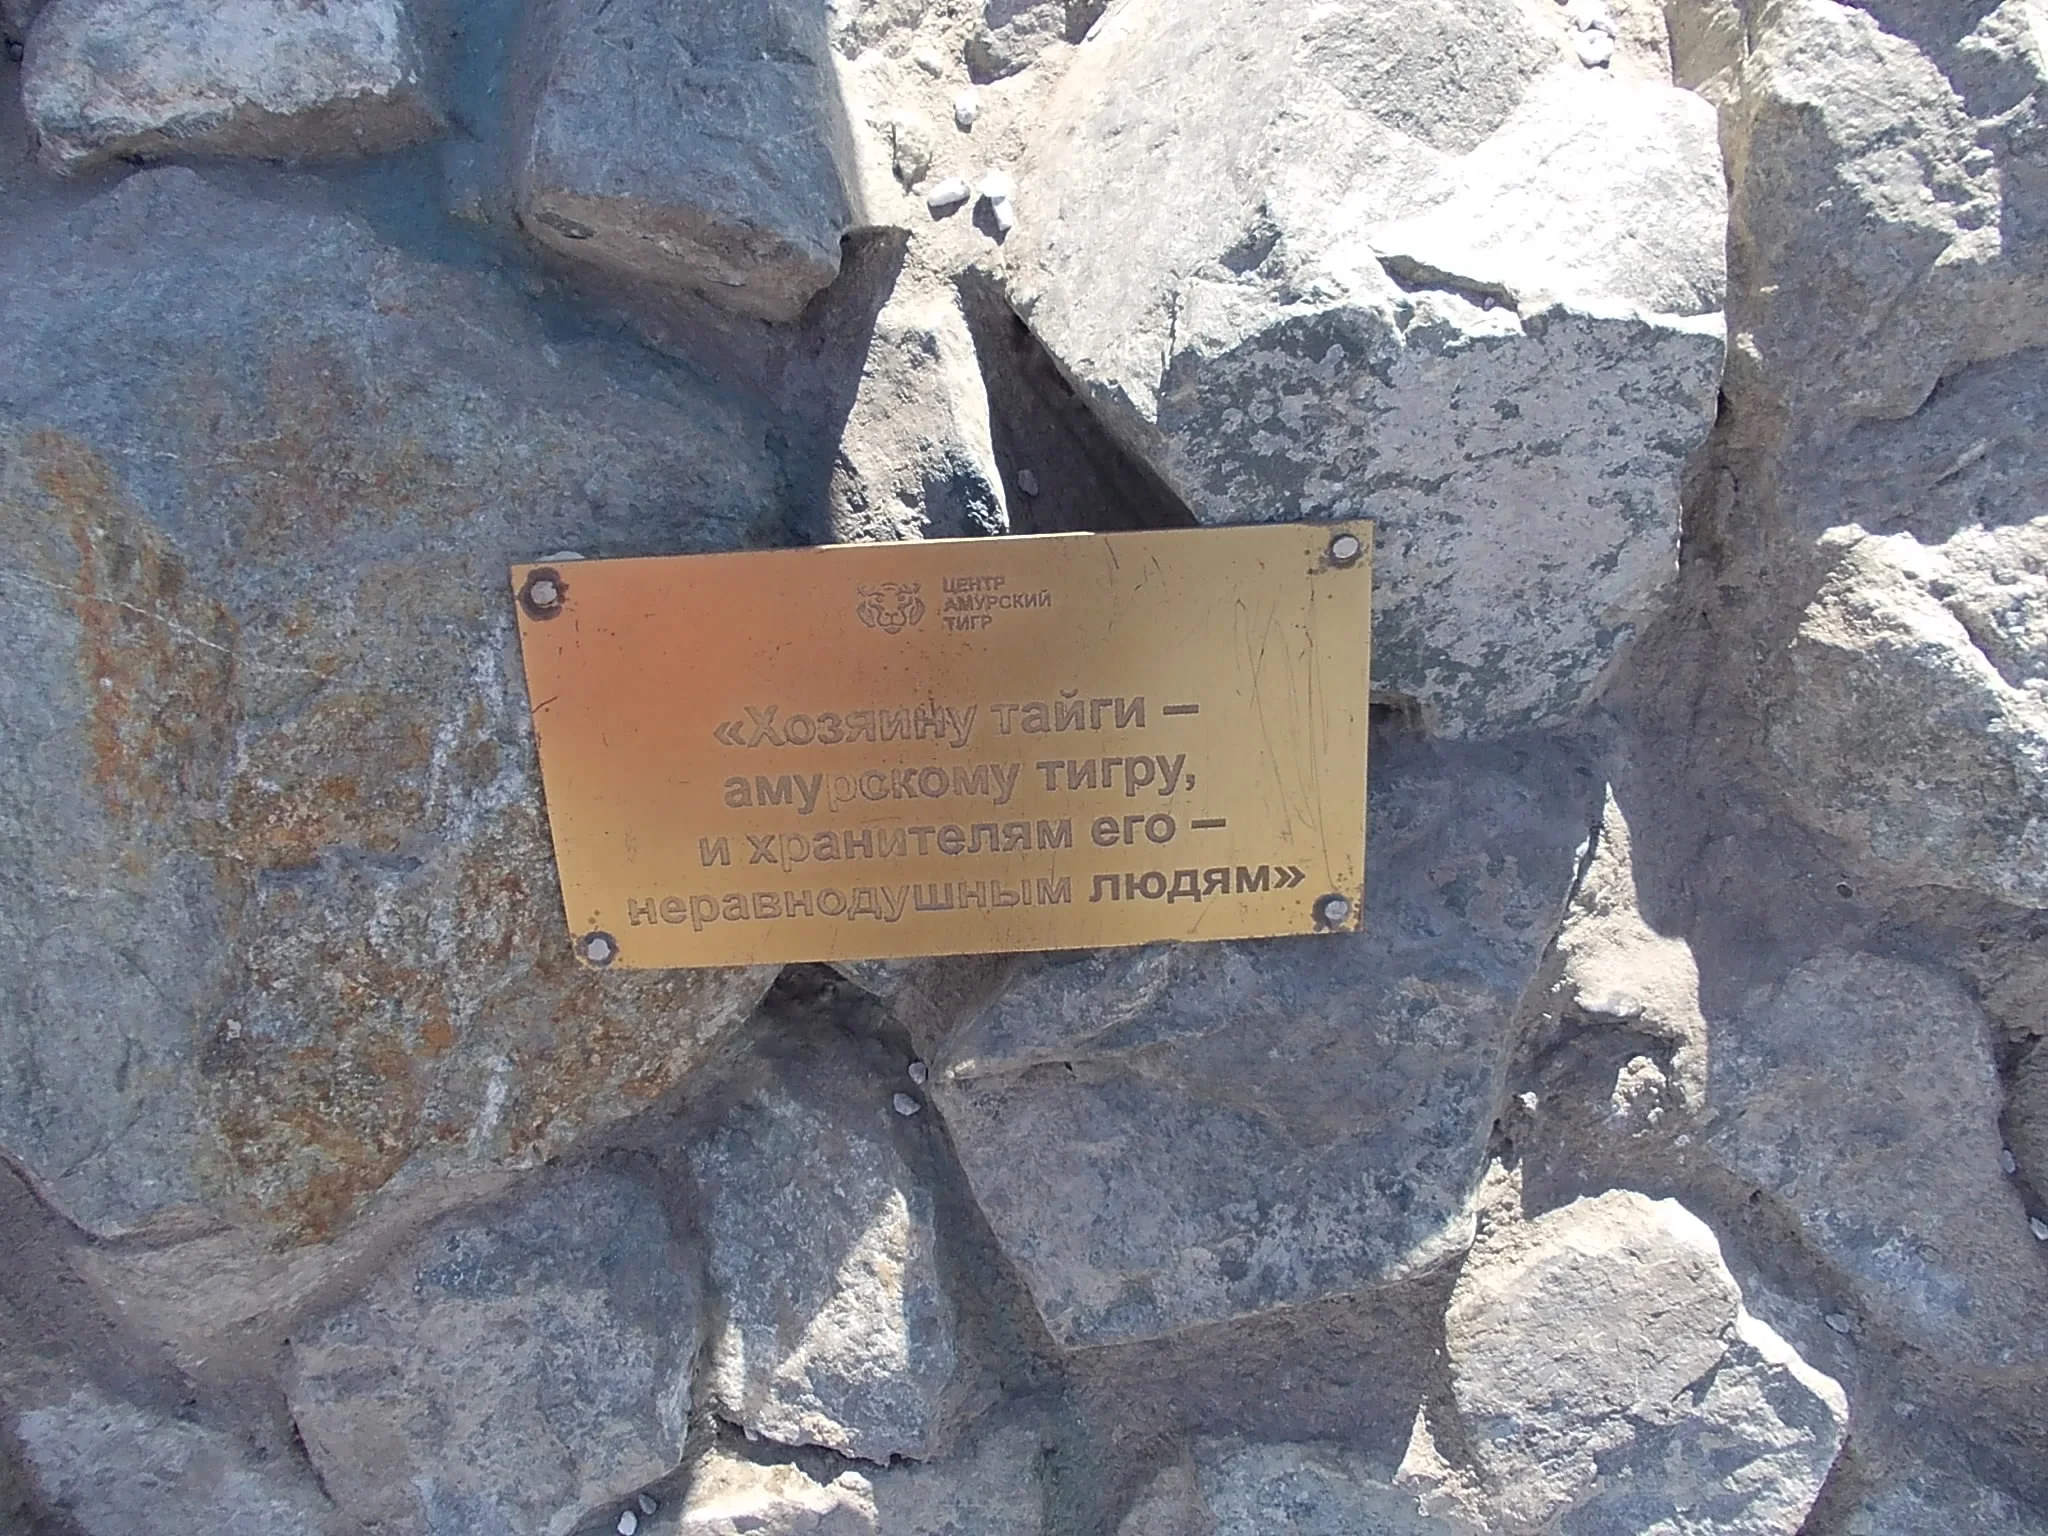 ЦЕНТР
АМУРСКИЙ
ТИГР
«Хозяину тайги –
амурскому тигру,
и хранителям его –
неравнодушным людям»